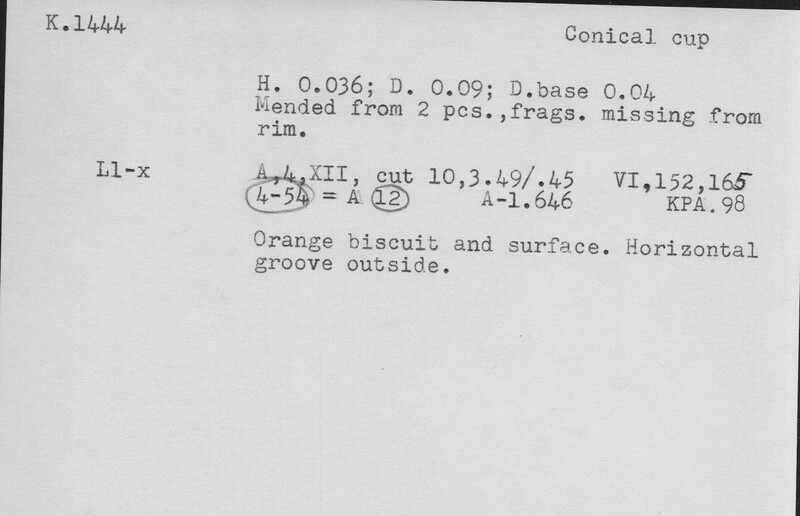 K.1444
Conical cup
H. 0.036; D. 0.09; D.base 0.04
Mended from 2 pcs.,frags. missing from
rim.
Ll-x
A,4,XII, cut 10,3.49/.45 VI,152,165
4-54 = A 12 A-1.646 KPA.98
Orange biscuit and surface. Horizontal
groove outside.